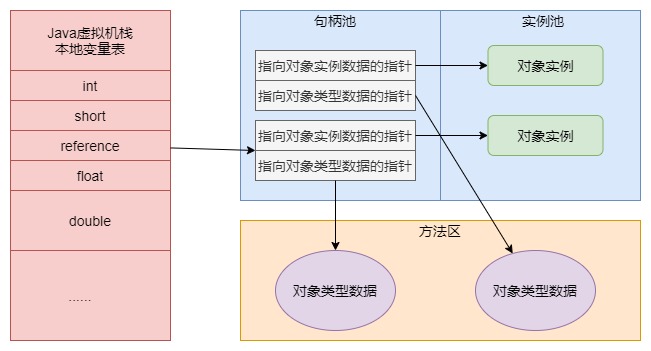 Java虚拟机栈
本地变量表
int
short
reference
float
double
......
句柄池
实例池
指向对象实例数据的指针
指向对象类型数据的指针
指向对象实例数据的指针
指向对象类型数据的指针
对象实例
对象实例
方法区
对象类型数据
对象类型数据